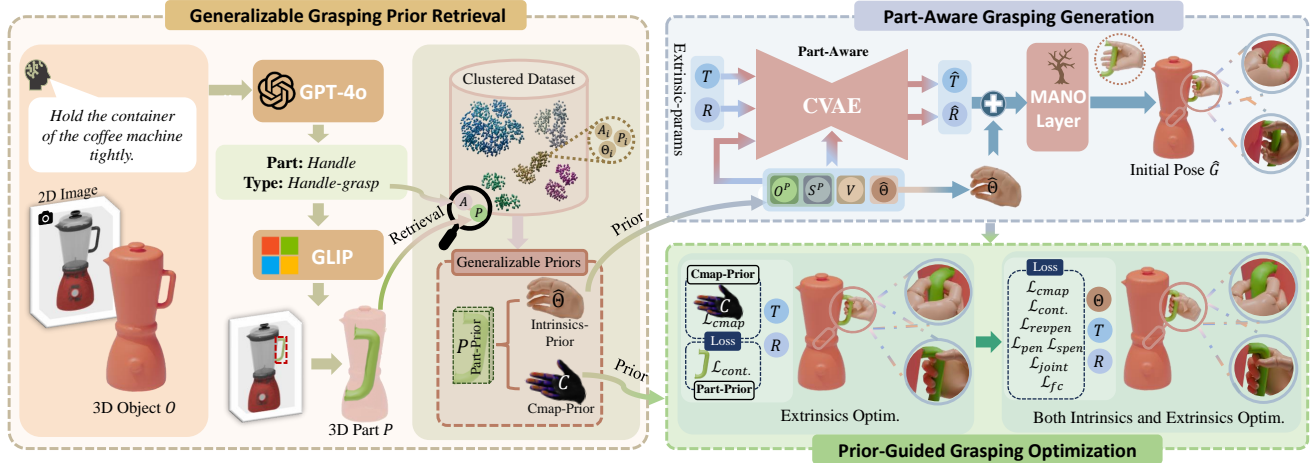 Generalizable Grasping Prior Retrieval
Hold the container
of the coffee machine
tightly.
2D Image
3D Object O
GPT-4o
Part: Handle
Type: Handle-grasp
GLIP
3D Part P
Retrieval
A
P
Clustered Dataset
A_i P_i
Θ_i
Generalizable Priors
P
Part-Prior
Θ̂
Intrinsics-
Prior
C
Cmap-Prior
Prior
Prior
Part-Aware Grasping Generation
Extrinsic-params
T
R
Part-Aware
CVAE
T̂
R̂
O^P S^P V Θ̂
Θ̂
MANO
Layer
Initial Pose Ĝ
Cmap-Prior
C
ℒ_cmap
Loss
ℒ_cont.
Part-Prior
T
R
Extrinsics Optim.
Loss
ℒ_cmap
ℒ_cont.
ℒ_revpen
ℒ_pen ℒ_spen
ℒ_joint
ℒ_fc
Θ
T
R
Both Intrinsics and Extrinsics Optim.
Prior-Guided Grasping Optimization